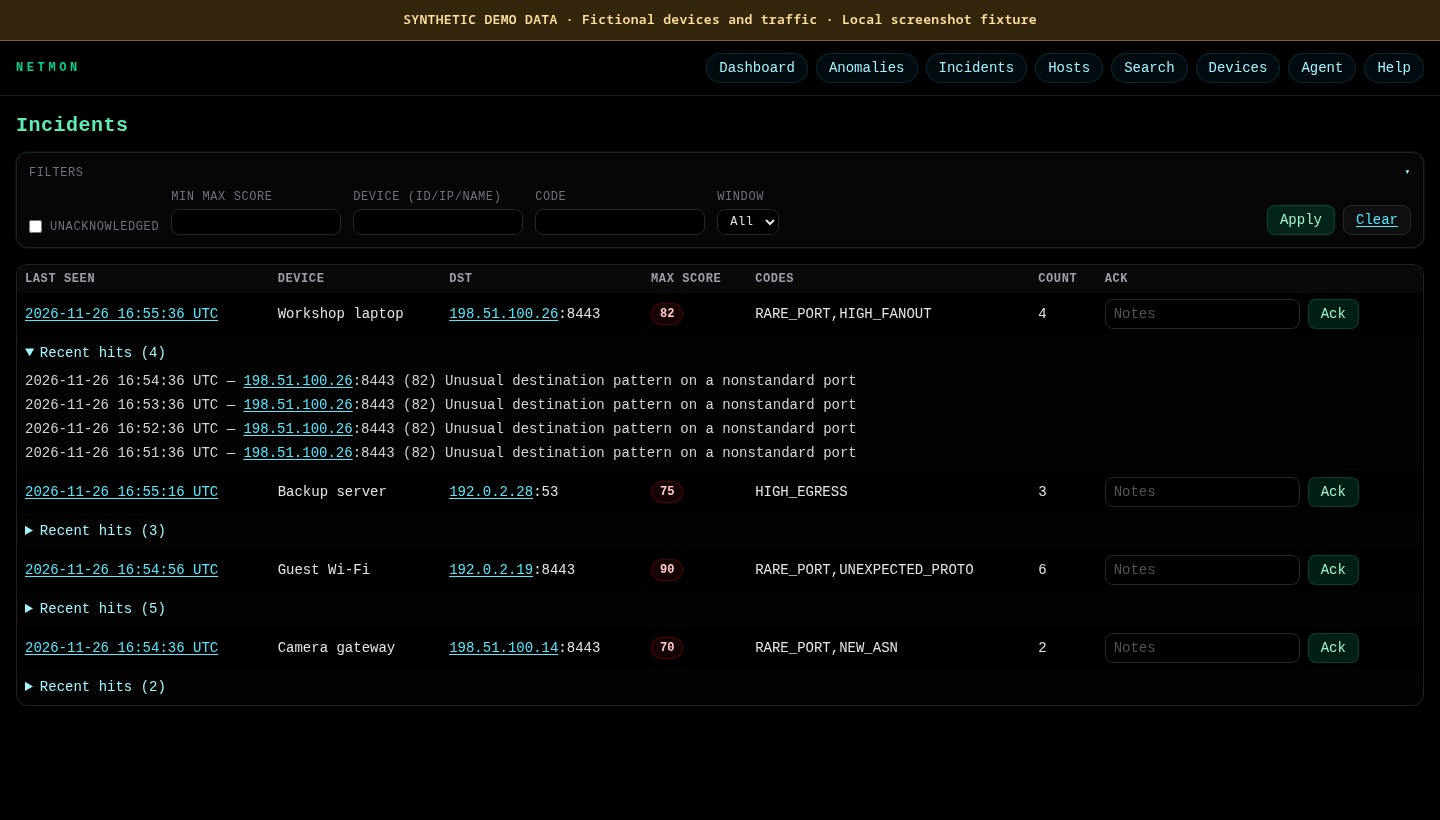 SYNTHETIC DEMO DATA · Fictional devices and traffic · Local screenshot fixture
NETMON
Dashboard Anomalies Incidents Hosts Search Devices Agent Help
Incidents
FILTERS
MIN MAX SCORE DEVICE (ID/IP/NAME) CODE WINDOW
UNACKNOWLEDGED All Apply Clear
LAST SEEN DEVICE DST MAX SCORE CODES COUNT ACK
2026-11-26 16:55:36 UTC Workshop laptop 198.51.100.26:8443 82 RARE_PORT,HIGH_FANOUT 4 Notes Ack
Recent hits (4)
2026-11-26 16:54:36 UTC — 198.51.100.26:8443 (82) Unusual destination pattern on a nonstandard port
2026-11-26 16:53:36 UTC — 198.51.100.26:8443 (82) Unusual destination pattern on a nonstandard port
2026-11-26 16:52:36 UTC — 198.51.100.26:8443 (82) Unusual destination pattern on a nonstandard port
2026-11-26 16:51:36 UTC — 198.51.100.26:8443 (82) Unusual destination pattern on a nonstandard port
2026-11-26 16:55:16 UTC Backup server 192.0.2.28:53 75 HIGH_EGRESS 3 Notes Ack
Recent hits (3)
2026-11-26 16:54:56 UTC Guest Wi-Fi 192.0.2.19:8443 90 RARE_PORT,UNEXPECTED_PROTO 6 Notes Ack
Recent hits (5)
2026-11-26 16:54:36 UTC Camera gateway 198.51.100.14:8443 70 RARE_PORT,NEW_ASN 2 Notes Ack
Recent hits (2)